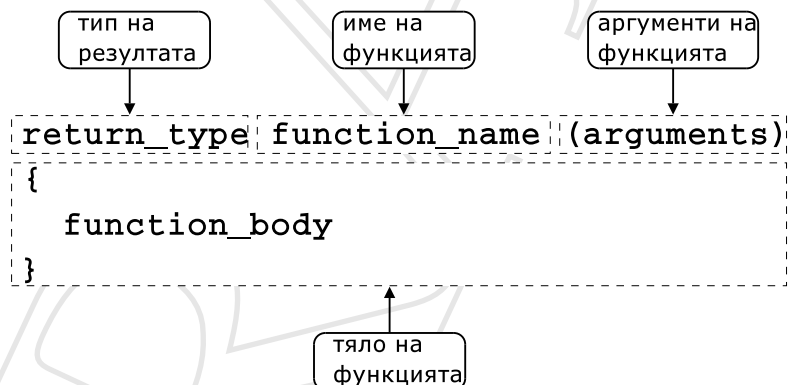 тип на
резултата
име на
функцията
аргументи на
функцията
return_type function_name (arguments)
{
function_body
}
тяло на
функцията